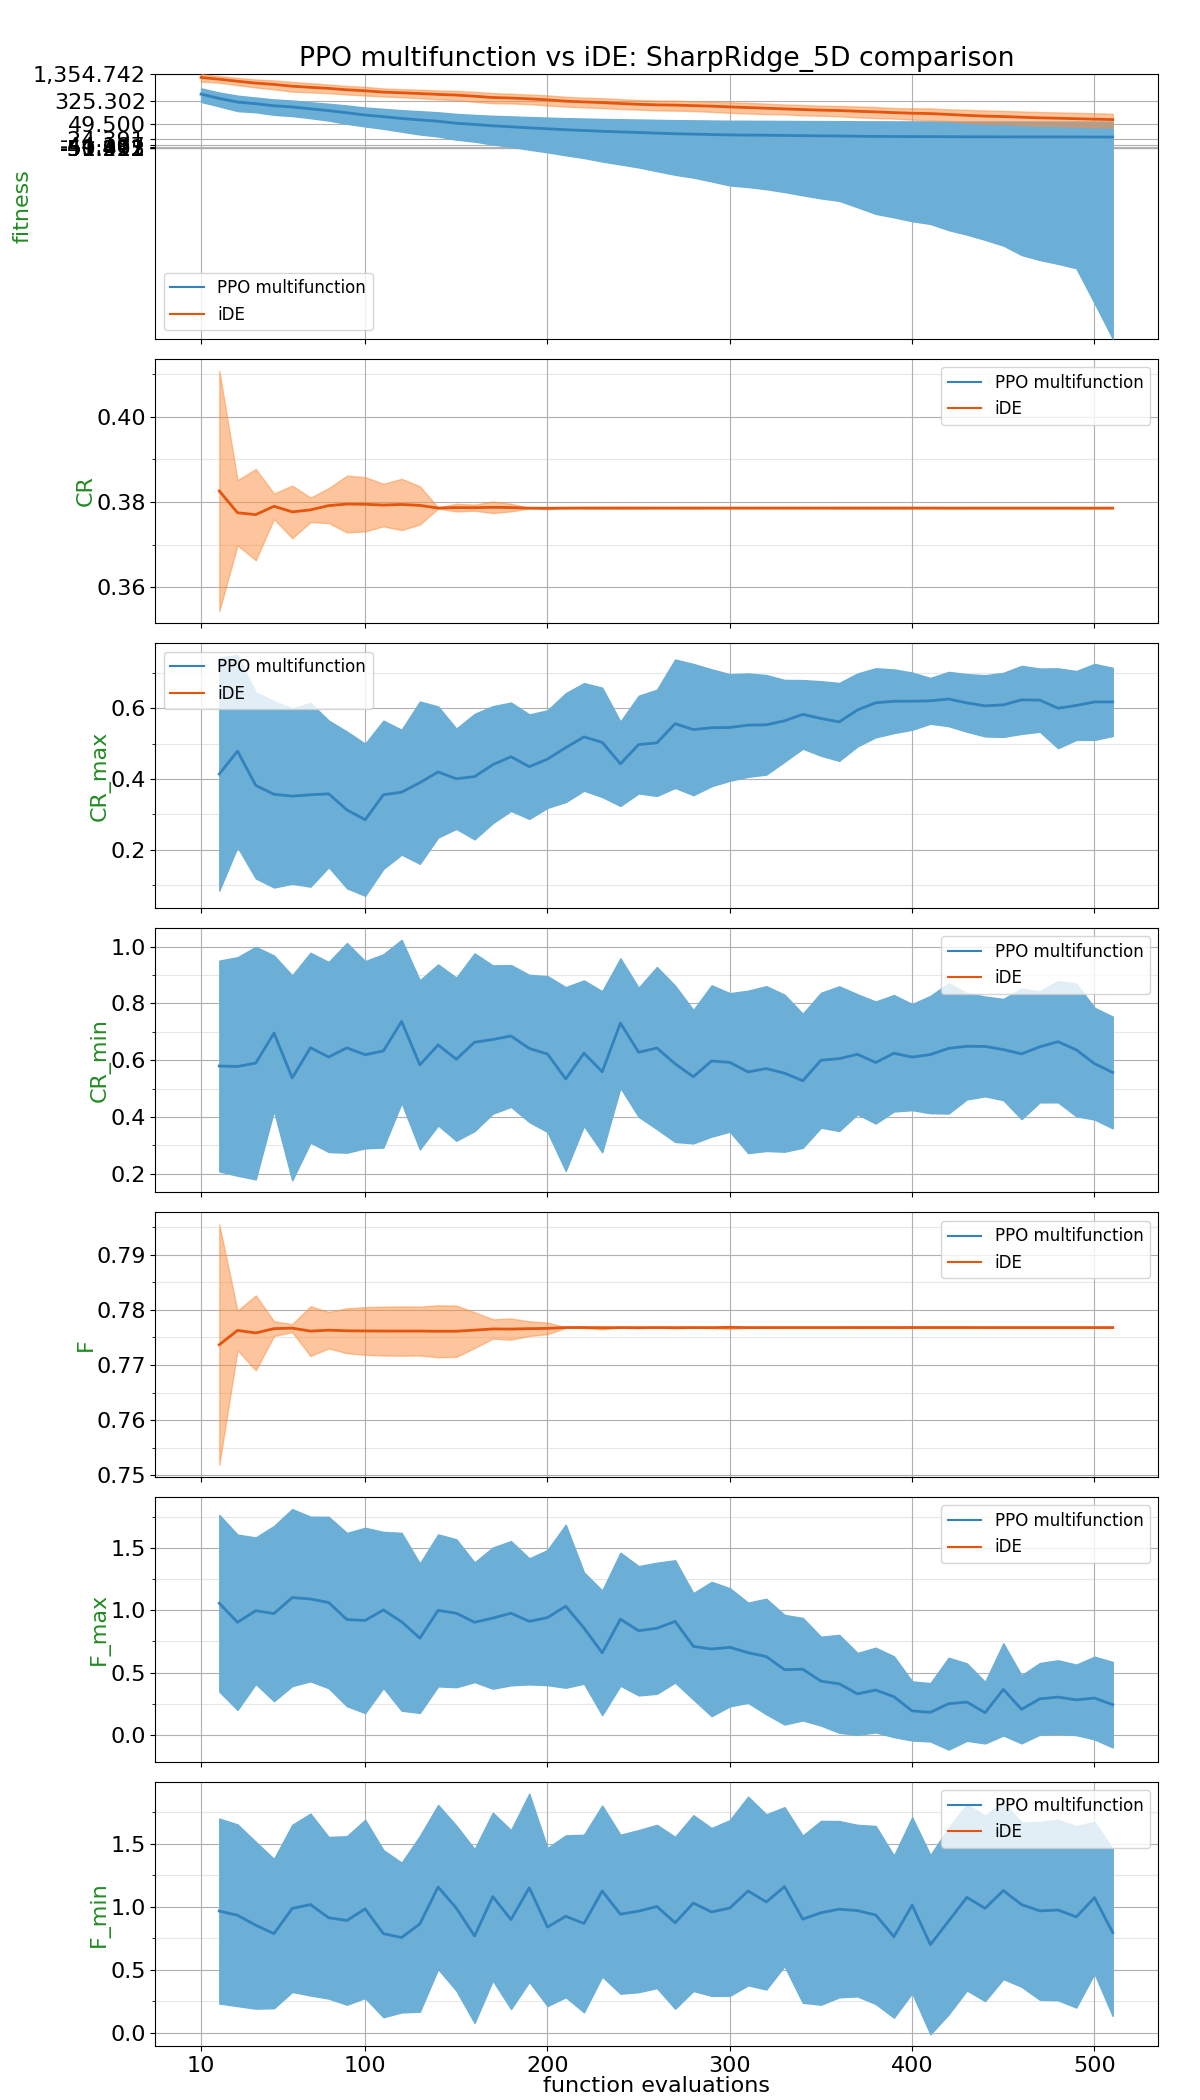 PPO multifunction vs iDE: SharpRidge_5D comparison
1,354.742
325.302
49.500
fitness
PPO multifunction
iDE
0.40
0.38
0.36
CR
PPO multifunction
iDE
0.6
0.4
0.2
CR_max
PPO multifunction
iDE
1.0
0.8
0.6
0.4
0.2
CR_min
PPO multifunction
iDE
0.79
0.78
0.77
0.76
0.75
F
PPO multifunction
iDE
1.5
1.0
0.5
0.0
F_max
PPO multifunction
iDE
1.5
1.0
0.5
0.0
F_min
PPO multifunction
iDE
10 100 200 300 400 500
function evaluations